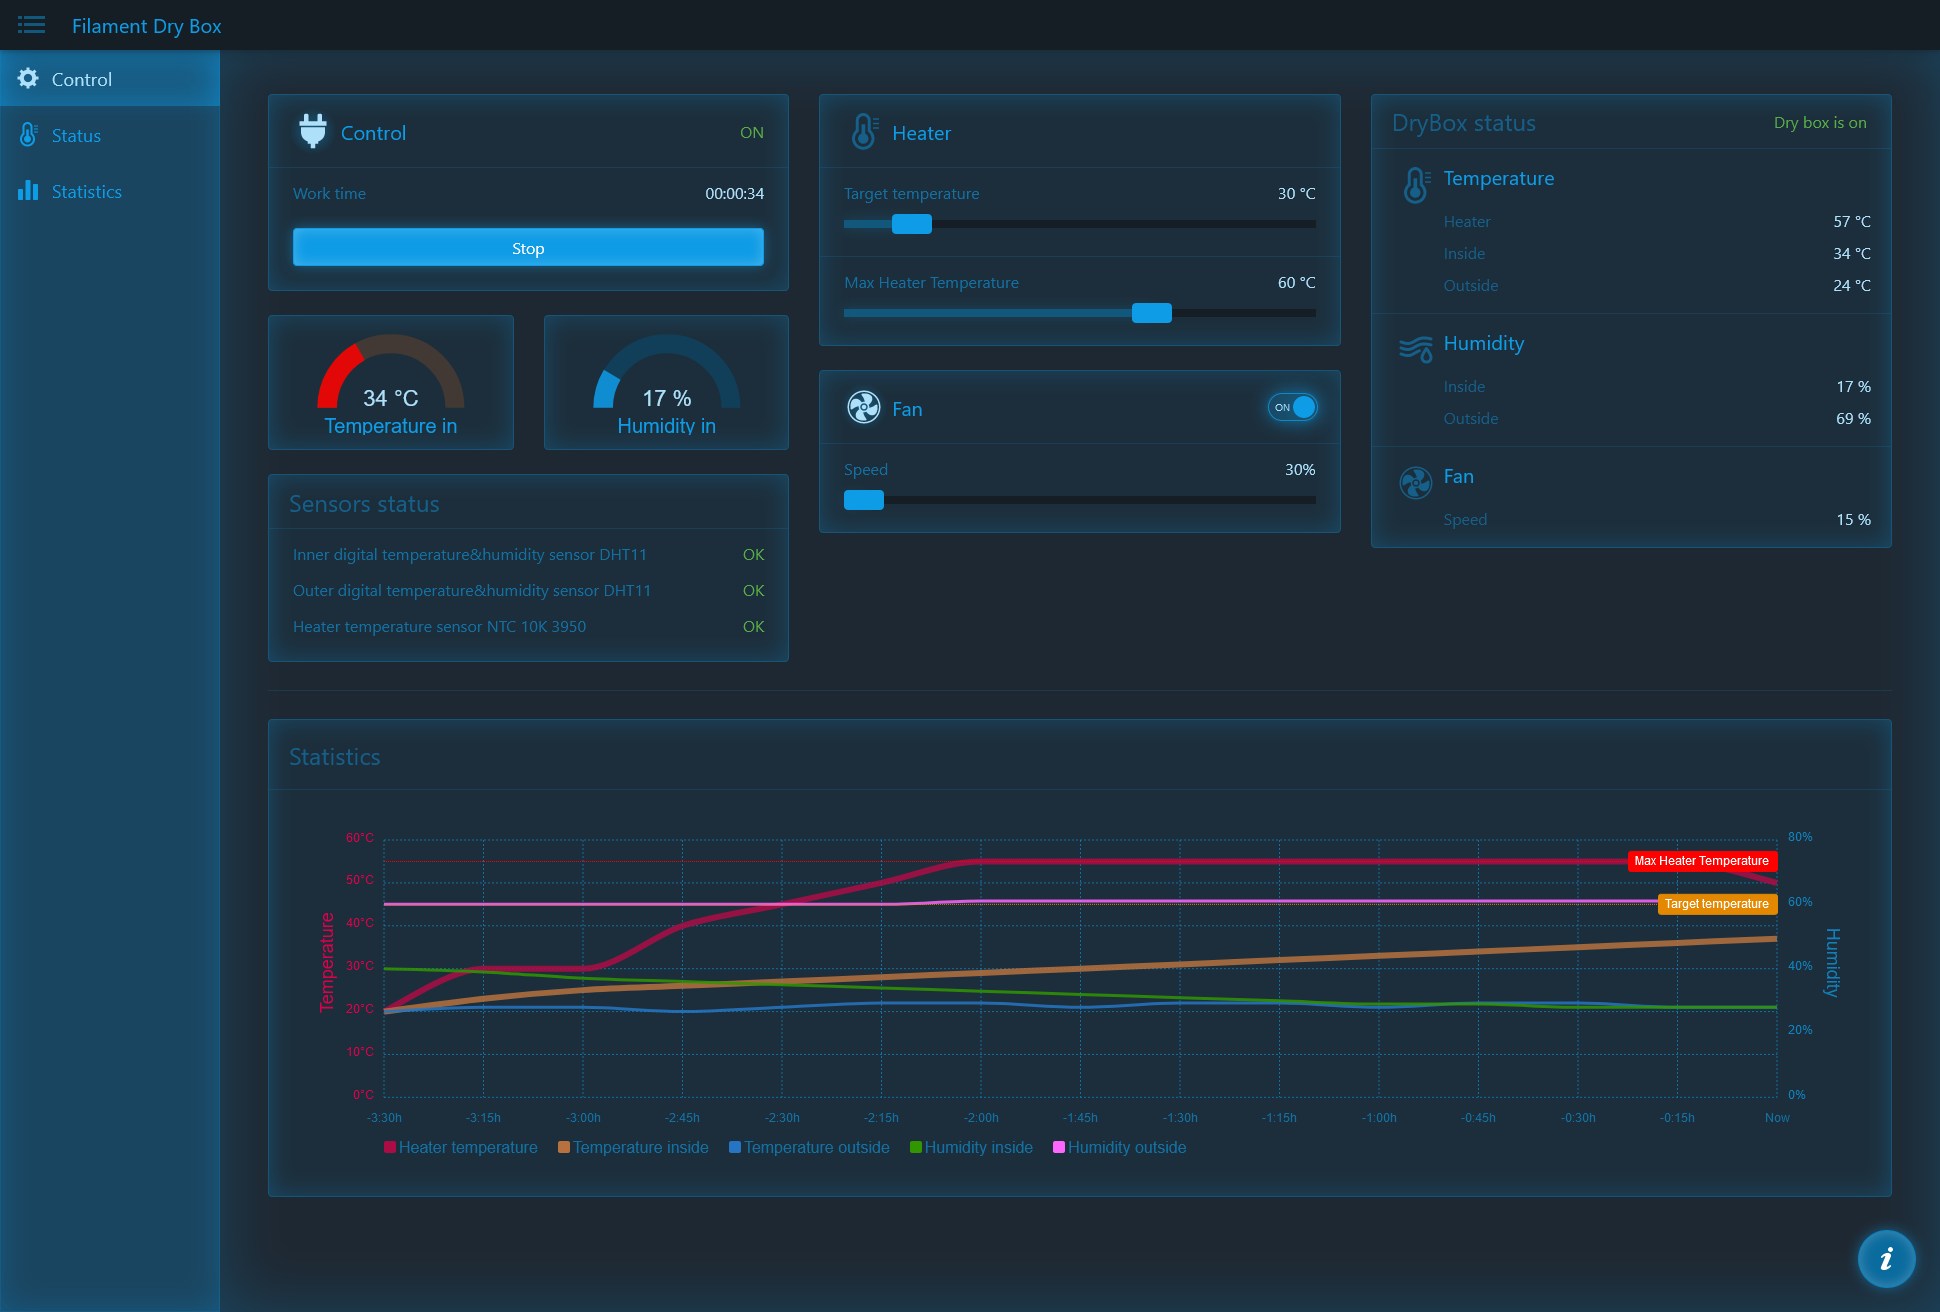 Filament Dry Box
Control
Status
Statistics
Control
ON
Work time
00:00:34
Stop
34 °C
Temperature in
17 %
Humidity in
Sensors status
Inner digital temperature&humidity sensor DHT11
OK
Outer digital temperature&humidity sensor DHT11
OK
Heater temperature sensor NTC 10K 3950
OK
Heater
Target temperature
30 °C
Max Heater Temperature
60 °C
Fan
ON
Speed
30%
DryBox status
Dry box is on
Temperature
Heater
57 °C
Inside
34 °C
Outside
24 °C
Humidity
Inside
17 %
Outside
69 %
Fan
Speed
15 %
Statistics
Temperature
60°C
50°C
40°C
30°C
20°C
10°C
0°C
Max Heater Temperature
Target temperature
80%
60%
40%
20%
0%
Humidity
-3:30h
-3:15h
-3:00h
-2:45h
-2:30h
-2:15h
-2:00h
-1:45h
-1:30h
-1:15h
-1:00h
-0:45h
-0:30h
-0:15h
Now
Heater temperature
Temperature inside
Temperature outside
Humidity inside
Humidity outside
i